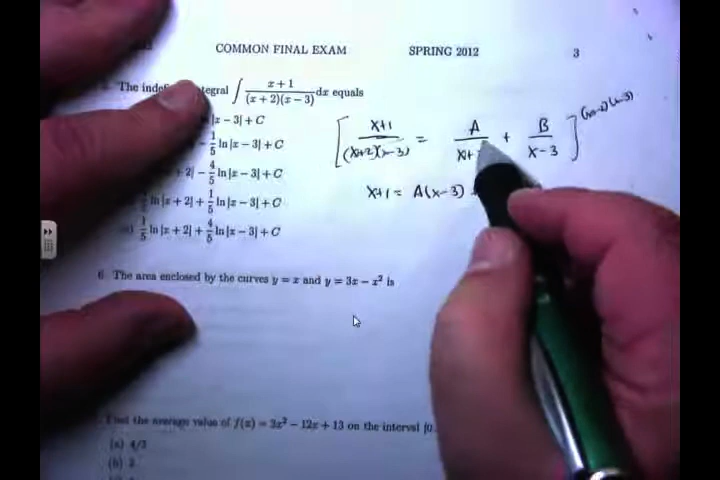 COMMON FINAL EXAM SPRING 2012 3
The integral ∫ x+1/((x+2)(x−3)) dx equals
|x − 3| + C
1/5 ln |x − 3| + C
+2| − 4/5 ln |x − 3| + C
ln |x + 2| + 1/5 ln |x − 3| + C
1/5 ln |x + 2| + 4/5 ln |x − 3| + C
[ x+1/((x+2)(x−3)) = A/x+ + B/(x−3) ] (x+2)(x−3)
x+1 = A(x−3)
6. The area enclosed by the curves y = x and y = 3x − x² is
Find the average value of f(x) = 3x² − 12x + 13 on the interval [0
(a) 4/3
(b) 2